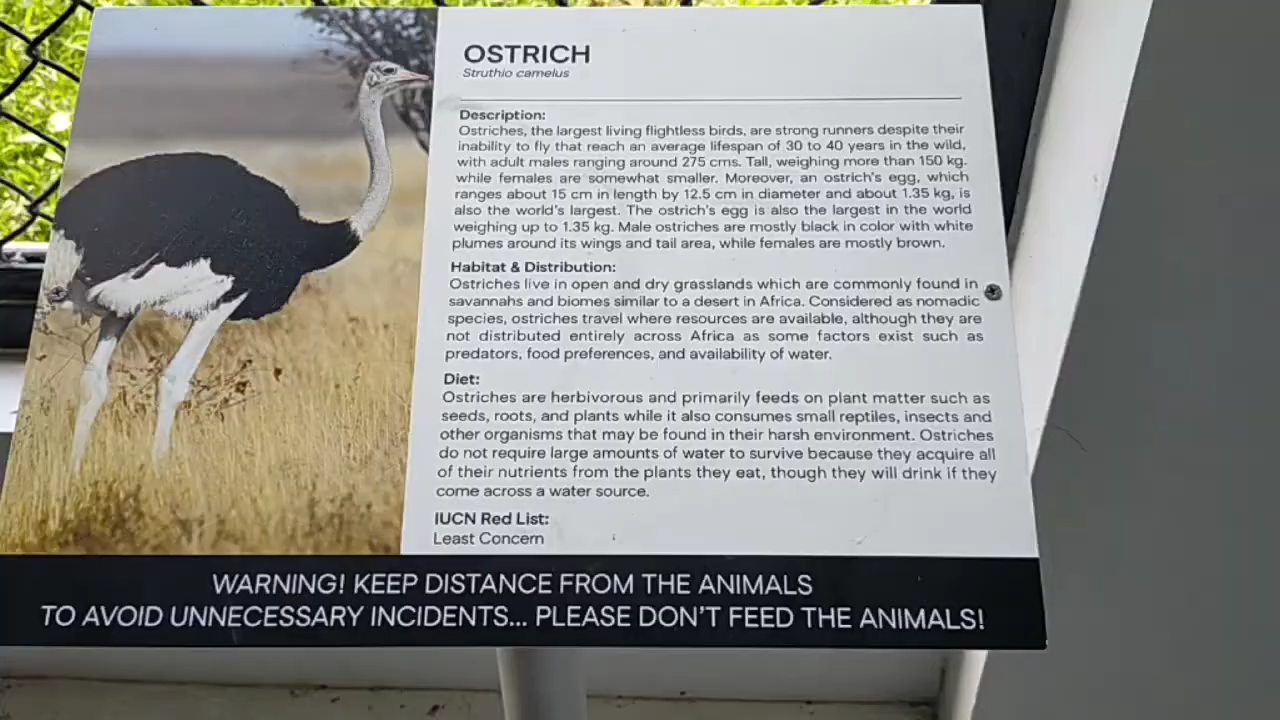 OSTRICH
Struthio camelus
Description:
Ostriches, the largest living flightless birds, are strong runners despite their
inability to fly that reach an average lifespan of 30 to 40 years in the wild,
with adult males ranging around 275 cms. Tall, weighing more than 150 kg.
while females are somewhat smaller. Moreover, an ostrich's egg, which
ranges about 15 cm in length by 12.5 cm in diameter and about 1.35 kg, is
also the world's largest. The ostrich's egg is also the largest in the world
weighing up to 1.35 kg. Male ostriches are mostly black in color with white
plumes around its wings and tail area, while females are mostly brown.
Habitat & Distribution:
Ostriches live in open and dry grasslands which are commonly found in
savannahs and biomes similar to a desert in Africa. Considered as nomadic
species, ostriches travel where resources are available, although they are
not distributed entirely across Africa as some factors exist such as
predators, food preferences, and availability of water.
Diet:
Ostriches are herbivorous and primarily feeds on plant matter such as
seeds, roots, and plants while it also consumes small reptiles, insects and
other organisms that may be found in their harsh environment. Ostriches
do not require large amounts of water to survive because they acquire all
of their nutrients from the plants they eat, though they will drink if they
come across a water source.
IUCN Red List:
Least Concern
WARNING! KEEP DISTANCE FROM THE ANIMALS
TO AVOID UNNECESSARY INCIDENTS... PLEASE DON'T FEED THE ANIMALS!